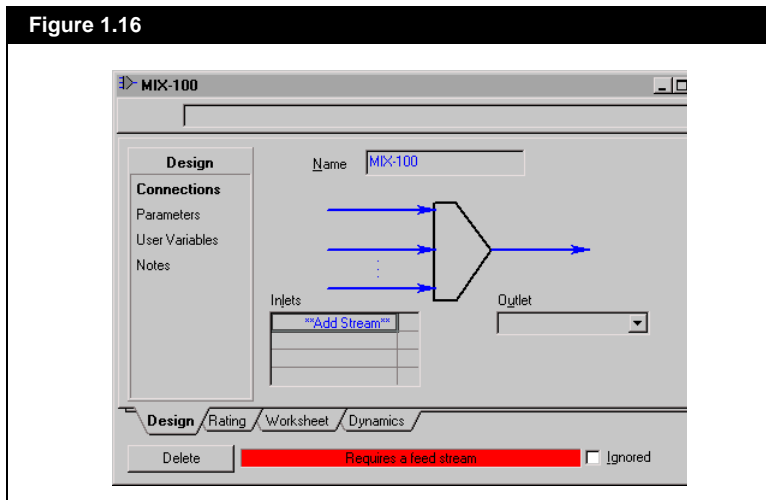 Figure 1.16
MIX-100
Design
Name MIX-100
Connections
Parameters
User Variables
Notes
Inlets
Outlet
**Add Stream**
Design Rating Worksheet Dynamics
Delete
Requires a feed stream
Ignored